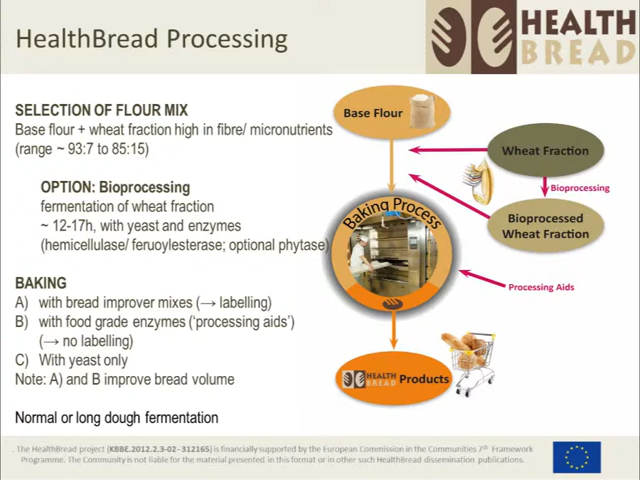 HealthBread Processing
HEALTH
BREAD
SELECTION OF FLOUR MIX
Base flour + wheat fraction high in fibre/ micronutrients
(range ~ 93:7 to 85:15)
OPTION: Bioprocessing
fermentation of wheat fraction
~ 12-17h, with yeast and enzymes
(hemicellulase/ feruoylesterase; optional phytase)
BAKING
A) with bread improver mixes (→ labelling)
B) with food grade enzymes (‘processing aids’)
(→ no labelling)
C) With yeast only
Note: A) and B improve bread volume
Normal or long dough fermentation
Base Flour
Wheat Fraction
Bioprocessing
Bioprocessed
Wheat Fraction
Baking Process
Processing Aids
HEALTH
BREAD
Products
. The HealthBread project (KBBE.2012.2.3-02 - 312165) is financially supported by the European Commission in the Communities 7th Framework
Programme. The Community is not liable for the material presented in this format or in other such HealthBread dissemination publications.